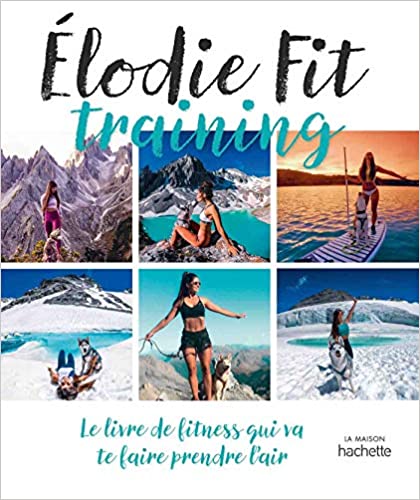 Élodie Fit
training
Le livre de fitness qui va
te faire prendre l'air
LA MAISON
hachette